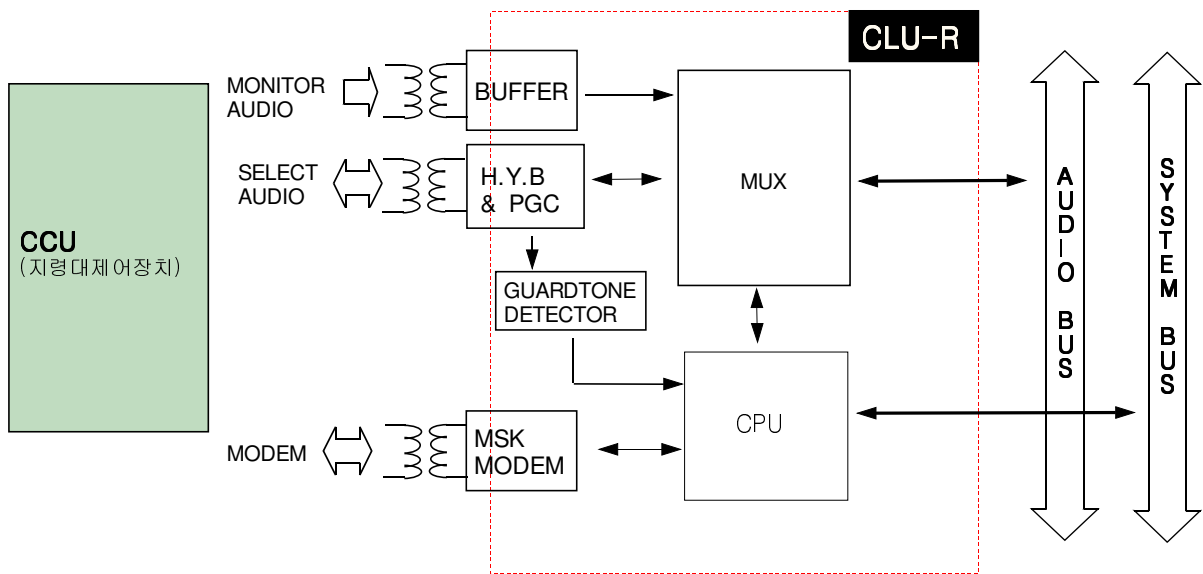 CLU-R
MONITOR
AUDIO
BUFFER
SELECT
AUDIO
H.Y.B
& PGC
MUX
CCU
(지령대제어장치)
GUARDTONE
DETECTOR
CPU
MODEM
MSK
MODEM
AUDIO BUS
SYSTEM BUS